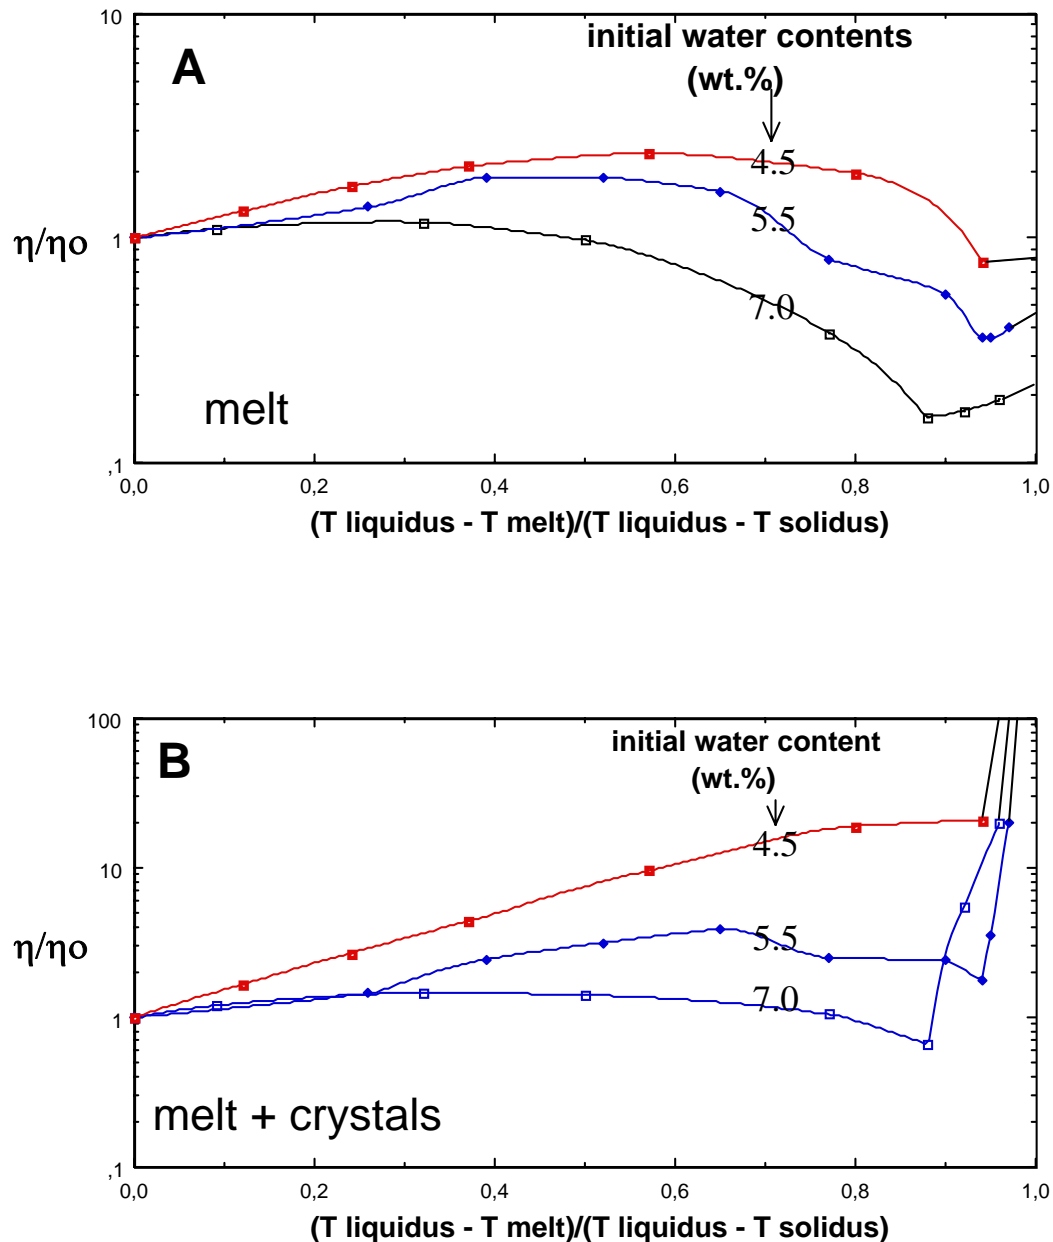 10
A
initial water contents
(wt.%)
4.5
5.5
1
η/ηo
7.0
melt
,1
0,0 0,2 0,4 0,6 0,8 1,0
(T liquidus - T melt)/(T liquidus - T solidus)
100
B
initial water content
(wt.%)
4.5
10
5.5
η/ηo
7.0
1
melt + crystals
,1
0,0 0,2 0,4 0,6 0,8 1,0
(T liquidus - T melt)/(T liquidus - T solidus)